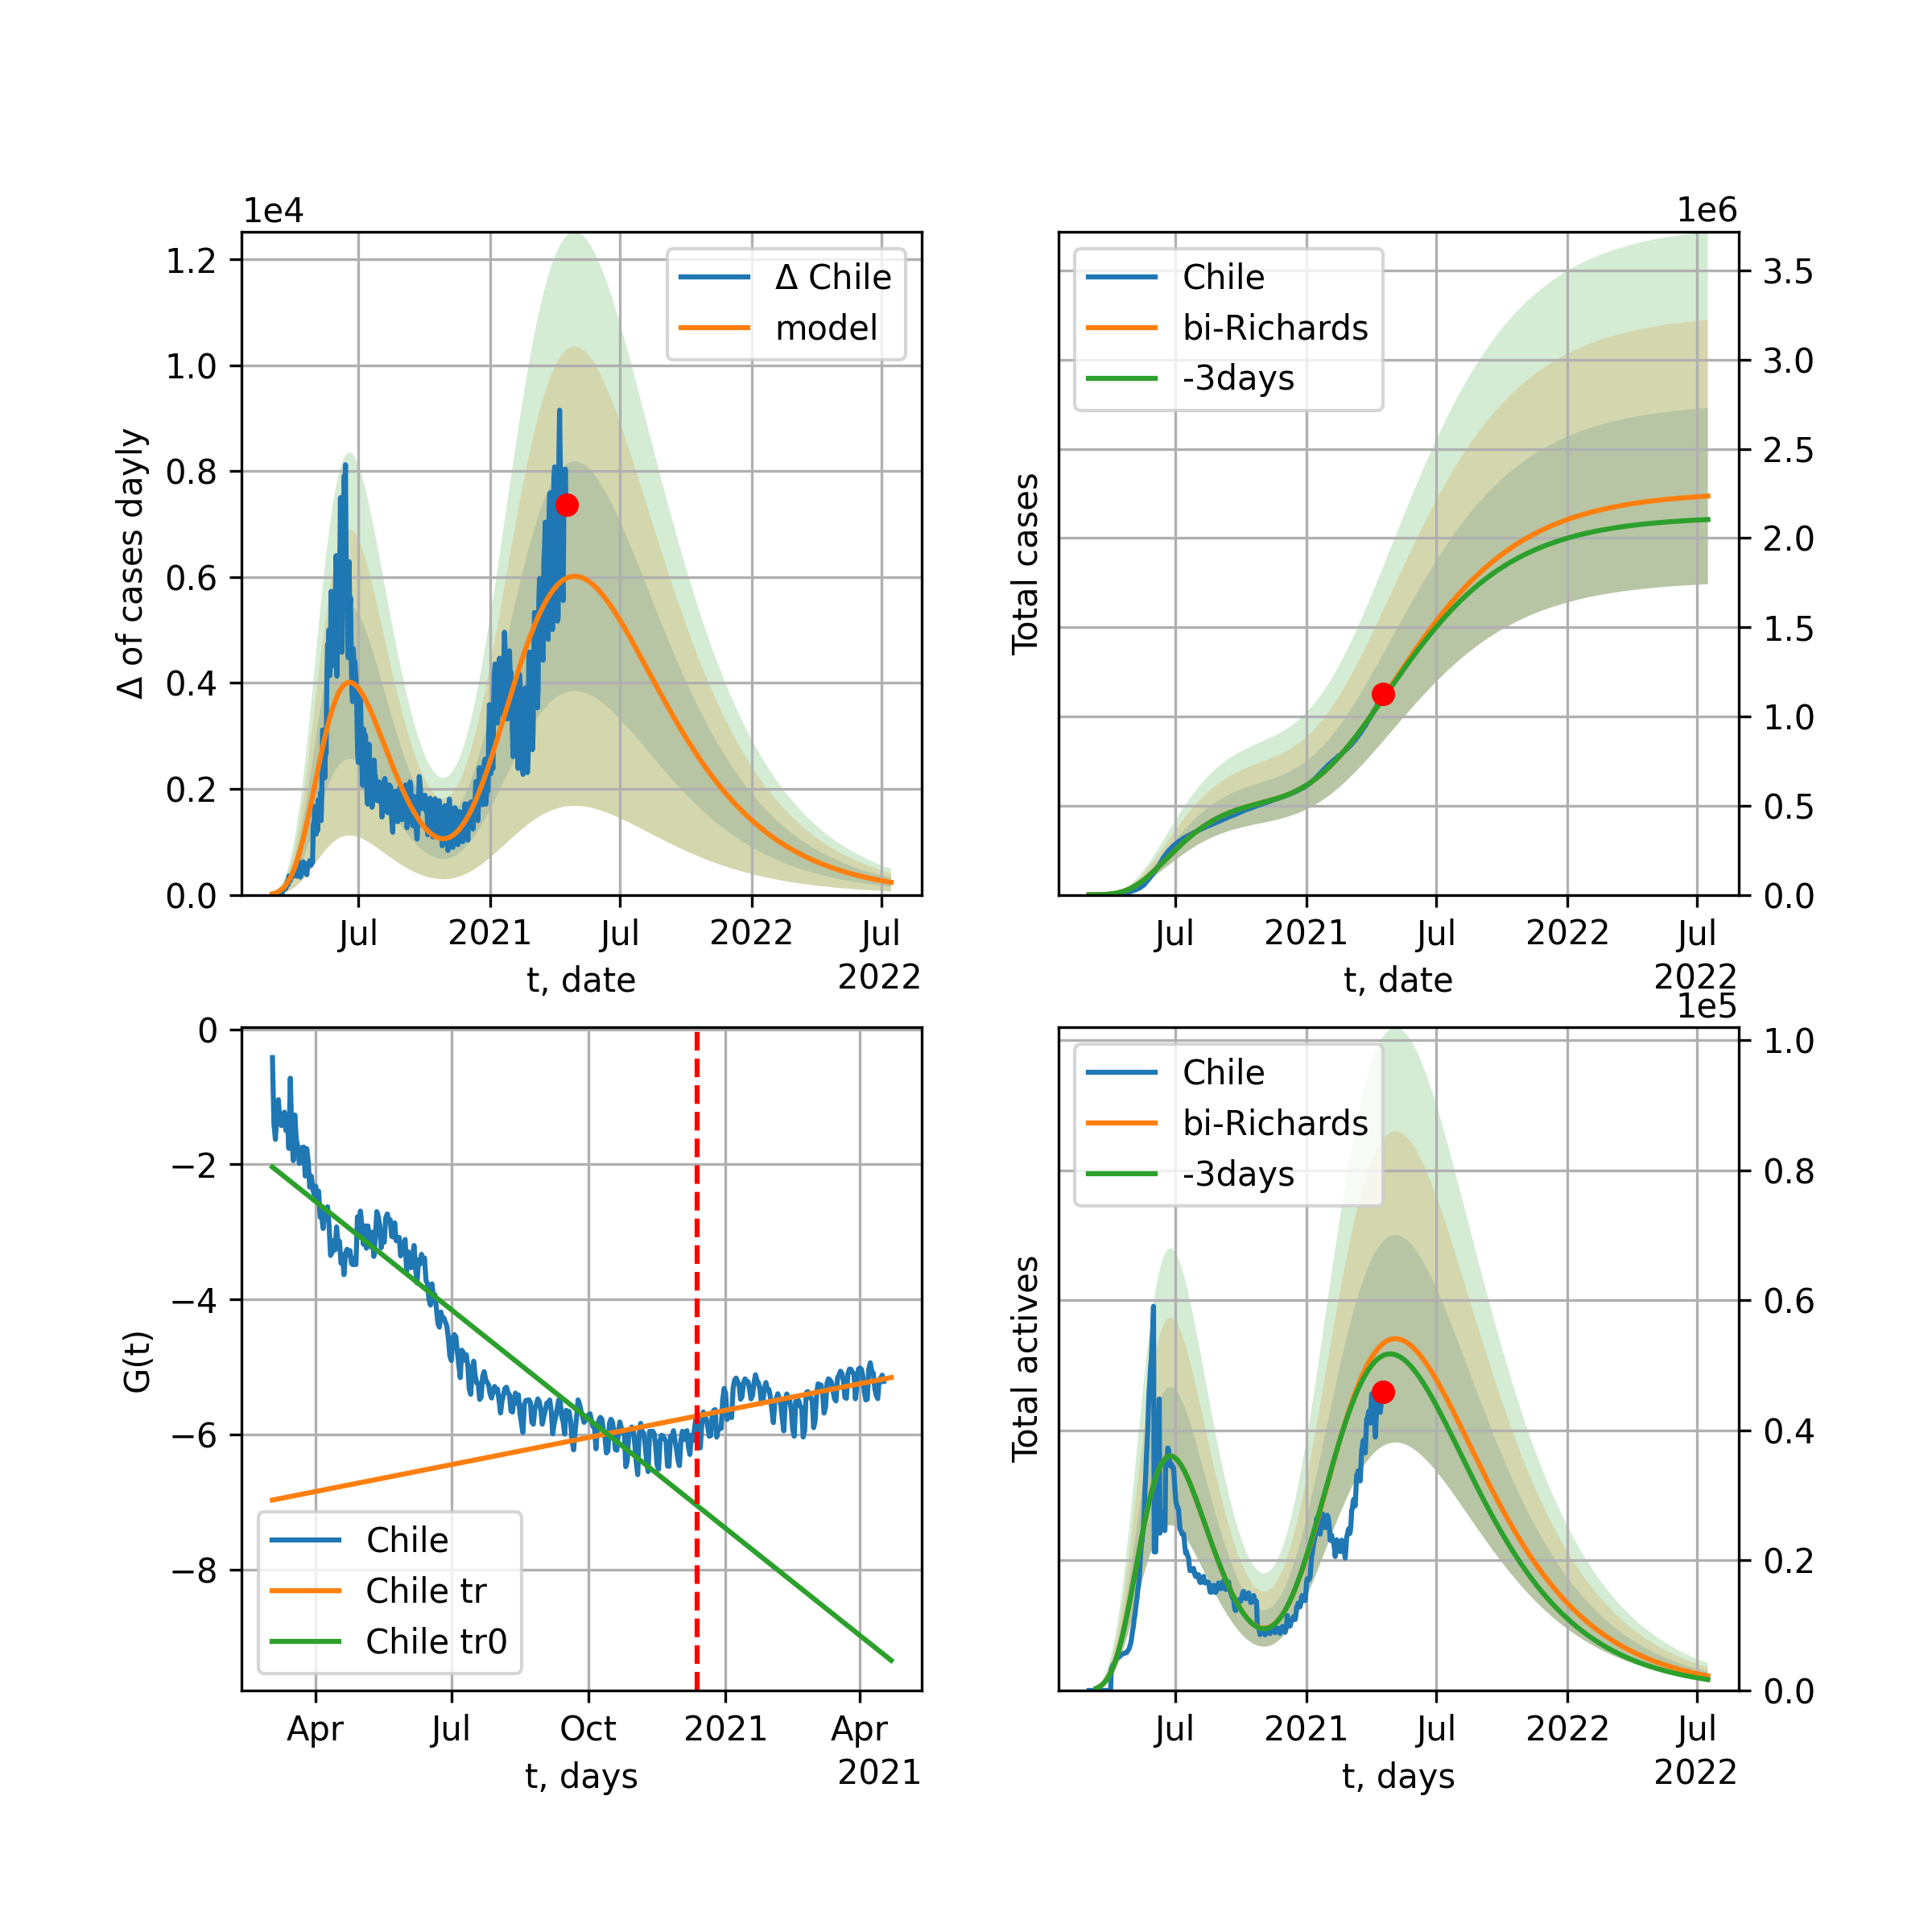 1e4
1.2
1.0
0.8
0.6
0.4
0.2
0.0
Δ of cases dayly
Δ Chile
model
Jul
2021
Jul
2022
Jul
2022
t, date
1e6
Chile
bi-Richards
-3days
Total cases
3.5
3.0
2.5
2.0
1.5
1.0
0.5
0.0
Jul
2021
Jul
2022
Jul
2022
t, date
0
−2
−4
−6
−8
G(t)
Chile
Chile tr
Chile tr0
Apr
Jul
Oct
2021
Apr
2021
t, days
1e5
Chile
bi-Richards
-3days
Total actives
1.0
0.8
0.6
0.4
0.2
0.0
Jul
2021
Jul
2022
Jul
2022
t, days